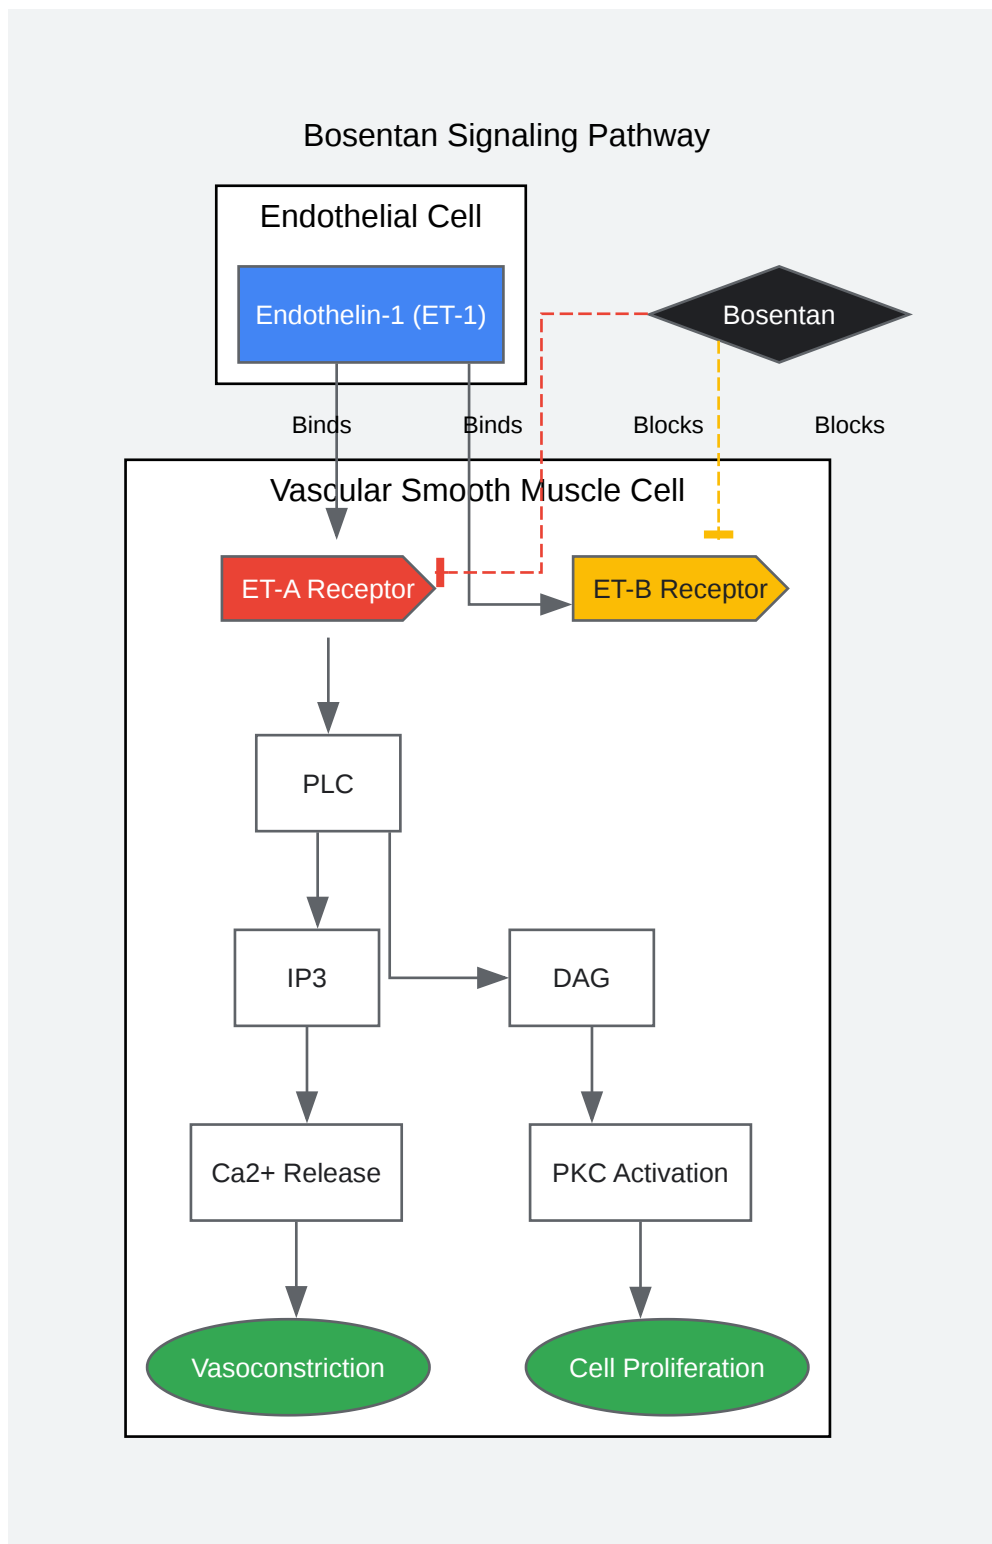 Bosentan Signaling Pathway
Endothelial Cell
Endothelin-1 (ET-1)
Bosentan
Binds
Binds
Blocks
Blocks
Vascular Smooth Muscle Cell
ET-A Receptor
ET-B Receptor
PLC
IP3
DAG
Ca2+ Release
PKC Activation
Vasoconstriction
Cell Proliferation